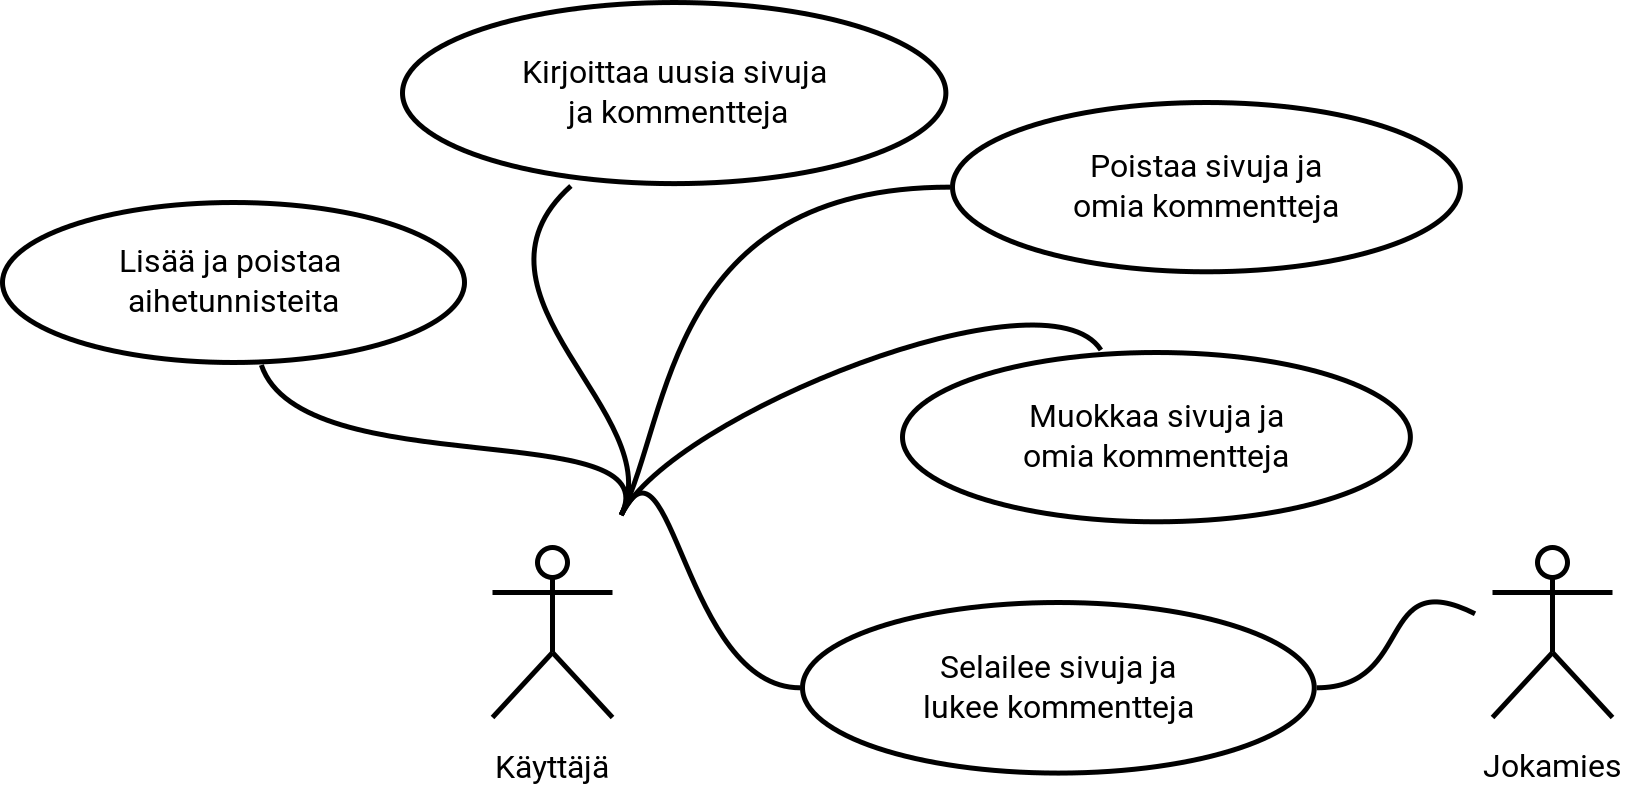 Kirjoittaa uusia sivuja
ja kommentteja
Poistaa sivuja ja
omia kommentteja
Lisää ja poistaa
aihetunnisteita
Muokkaa sivuja ja
omia kommentteja
Selailee sivuja ja
lukee kommentteja
Käyttäjä
Jokamies